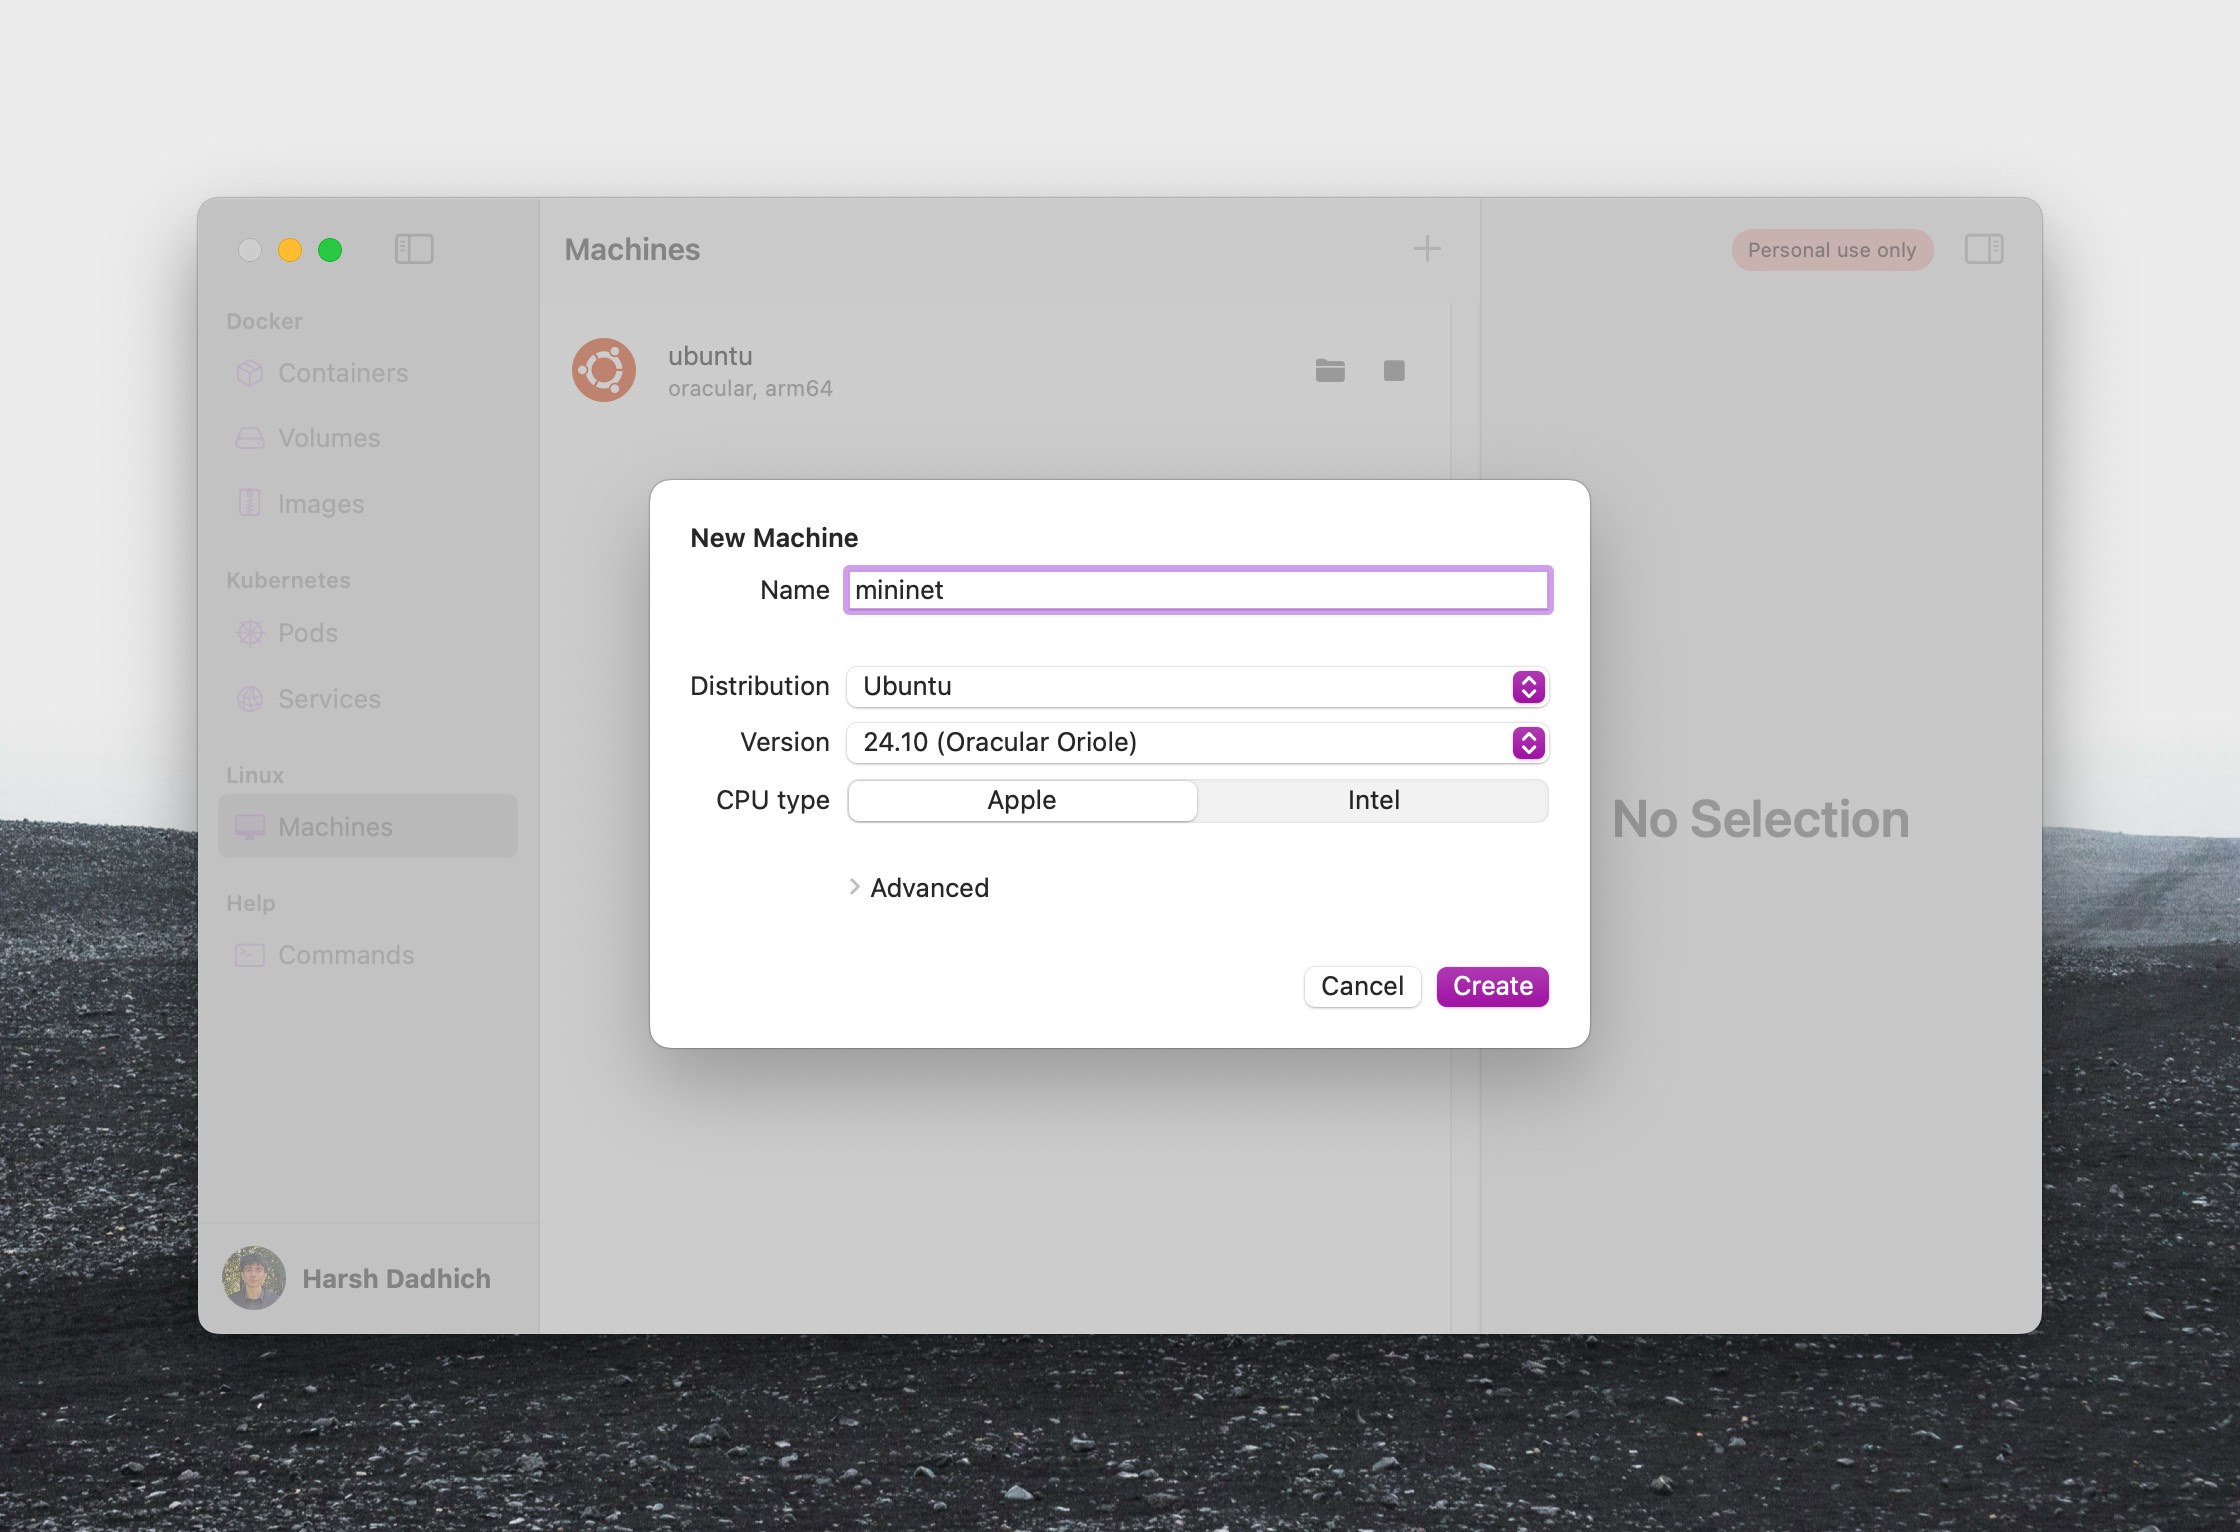 Machines
Personal use only
Docker
Containers
Volumes
Images
Kubernetes
Pods
Services
Linux
Machines
Help
Commands
Harsh Dadhich
ubuntu
oracular, arm64
New Machine
Name mininet
Distribution Ubuntu
Version 24.10 (Oracular Oriole)
CPU type Apple Intel
Advanced
Cancel Create
No Selection